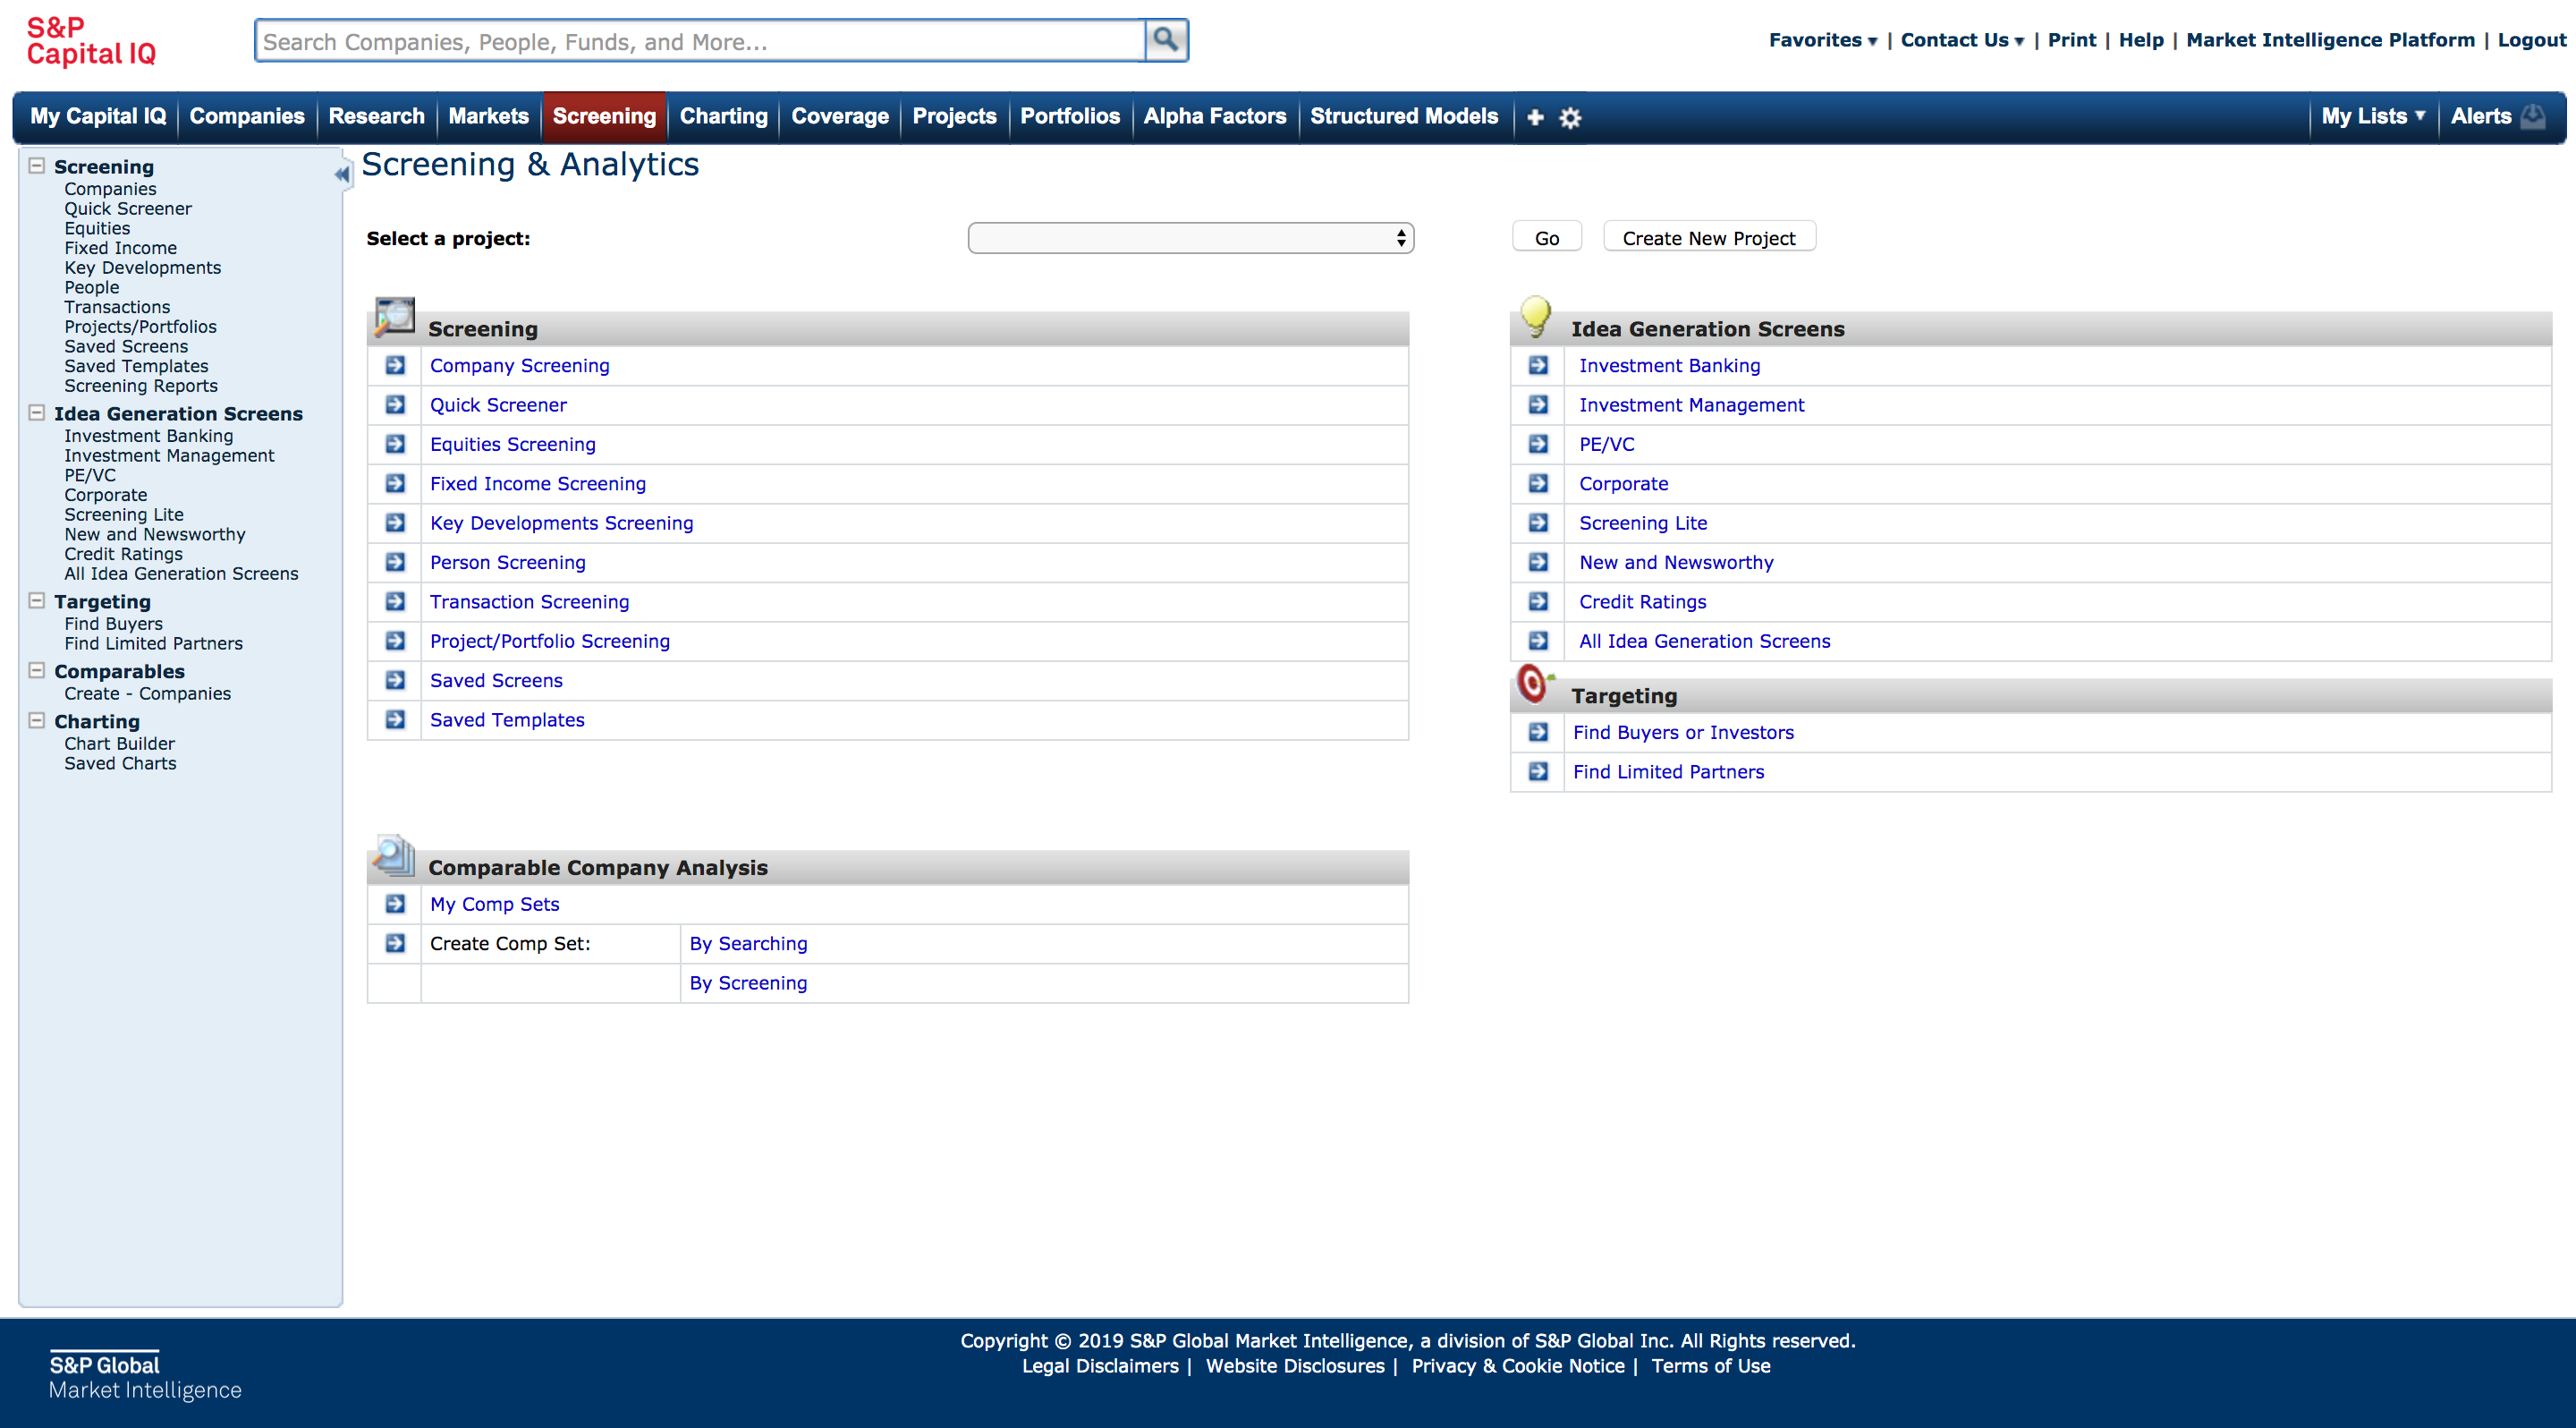 S&P
Capital IQ
Search Companies, People, Funds, and More...
Favorites | Contact Us | Print | Help | Market Intelligence Platform | Logout
My Capital IQ Companies Research Markets Screening Charting Coverage Projects Portfolios Alpha Factors Structured Models My Lists Alerts
Screening
Companies
Quick Screener
Equities
Fixed Income
Key Developments
People
Transactions
Projects/Portfolios
Saved Screens
Saved Templates
Screening Reports
Idea Generation Screens
Investment Banking
Investment Management
PE/VC
Corporate
Screening Lite
New and Newsworthy
Credit Ratings
All Idea Generation Screens
Targeting
Find Buyers
Find Limited Partners
Comparables
Create - Companies
Charting
Chart Builder
Saved Charts
Screening & Analytics
Select a project: Go Create New Project
Screening
Company Screening
Quick Screener
Equities Screening
Fixed Income Screening
Key Developments Screening
Person Screening
Transaction Screening
Project/Portfolio Screening
Saved Screens
Saved Templates
Idea Generation Screens
Investment Banking
Investment Management
PE/VC
Corporate
Screening Lite
New and Newsworthy
Credit Ratings
All Idea Generation Screens
Targeting
Find Buyers or Investors
Find Limited Partners
Comparable Company Analysis
My Comp Sets
Create Comp Set: By Searching
By Screening
S&P Global
Market Intelligence
Copyright © 2019 S&P Global Market Intelligence, a division of S&P Global Inc. All Rights reserved.
Legal Disclaimers | Website Disclosures | Privacy & Cookie Notice | Terms of Use